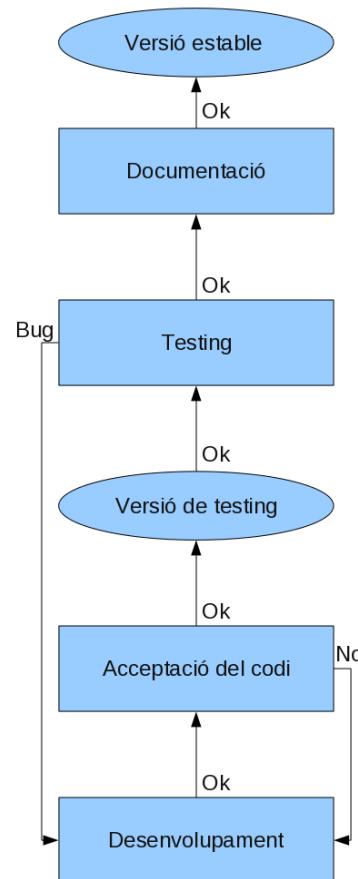 Versió estable
Ok
Documentació
Ok
Bug
Testing
Ok
Versió de testing
Ok
Acceptació del codi
No
Ok
Desenvolupament